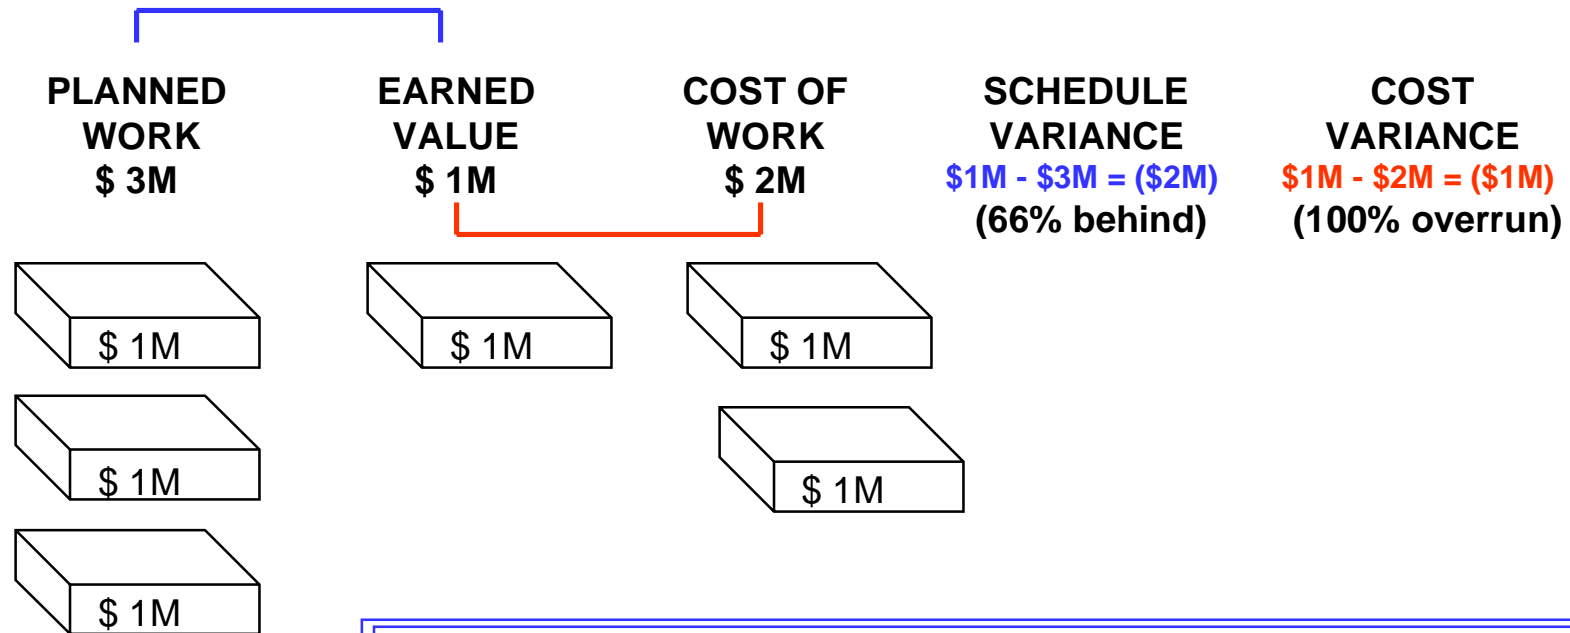 PLANNED
WORK
$ 3M
EARNED
VALUE
$ 1M
COST OF
WORK
$ 2M
SCHEDULE
VARIANCE
$1M - $3M = ($2M)
(66% behind)
COST
VARIANCE
$1M - $2M = ($1M)
(100% overrun)
$ 1M
$ 1M
$ 1M
$ 1M
$ 1M
$ 1M